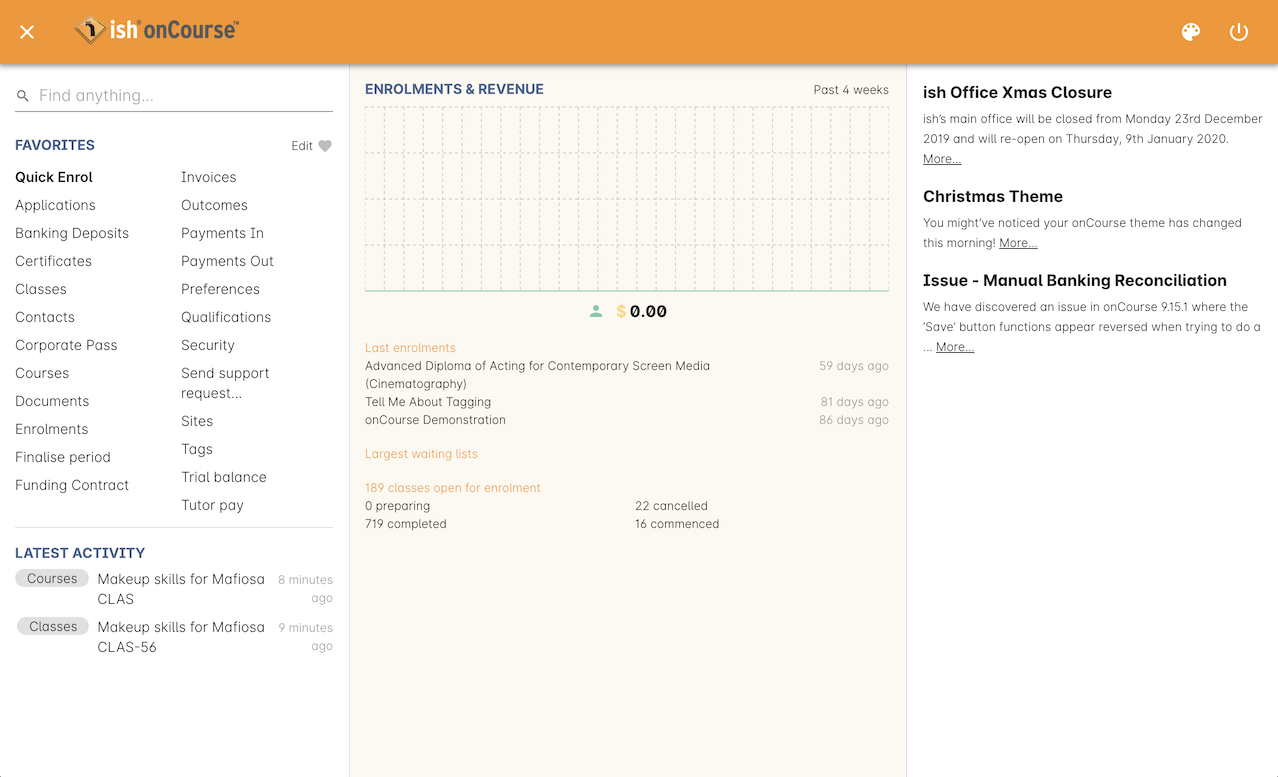 ish® onCourse™
Find anything...
FAVORITES
Edit
Quick Enrol
Applications
Banking Deposits
Certificates
Classes
Contacts
Corporate Pass
Courses
Documents
Enrolments
Finalise period
Funding Contract
Invoices
Outcomes
Payments In
Payments Out
Preferences
Qualifications
Security
Send support
request...
Sites
Tags
Trial balance
Tutor pay
LATEST ACTIVITY
Courses Makeup skills for Mafiosa 8 minutes
CLAS ago
Classes Makeup skills for Mafiosa 9 minutes
CLAS-56 ago
ENROLMENTS & REVENUE Past 4 weeks
$ 0.00
Last enrolments
Advanced Diploma of Acting for Contemporary Screen Media 59 days ago
(Cinematography)
Tell Me About Tagging 81 days ago
onCourse Demonstration 86 days ago
Largest waiting lists
189 classes open for enrolment
0 preparing 22 cancelled
719 completed 16 commenced
ish Office Xmas Closure
ish’s main office will be closed from Monday 23rd December
2019 and will re-open on Thursday, 9th January 2020.
More...
Christmas Theme
You might’ve noticed your onCourse theme has changed
this morning! More...
Issue - Manual Banking Reconciliation
We have discovered an issue in onCourse 9.15.1 where the
‘Save’ button functions appear reversed when trying to do a
... More...